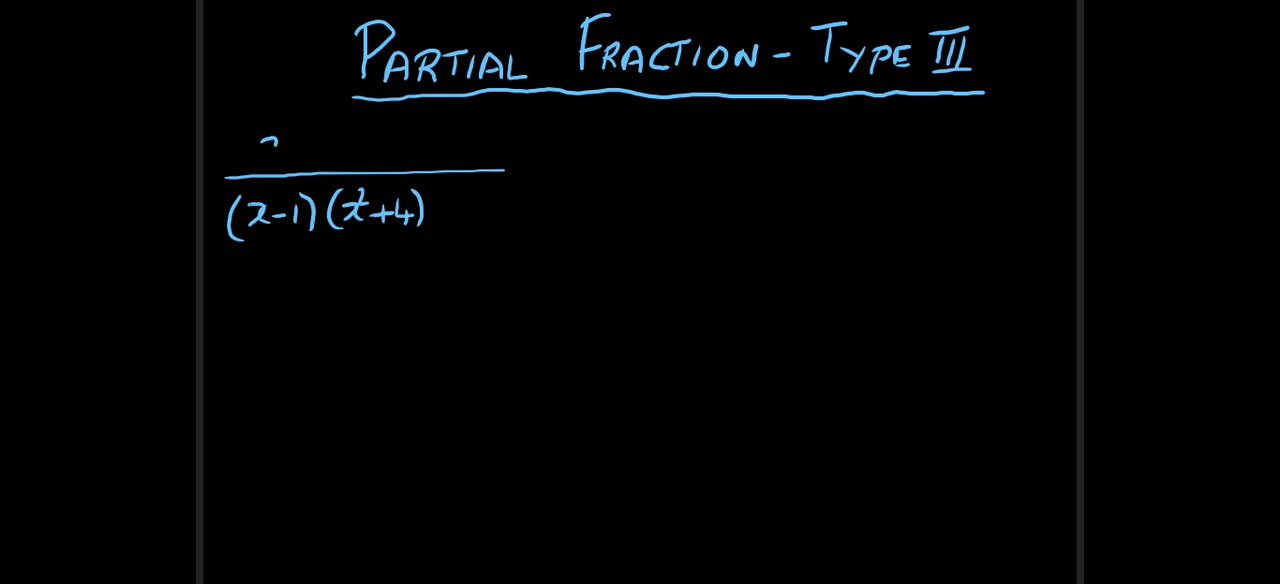 PARTIAL FRACTION - TYPE III
(x-1)(x²+4)